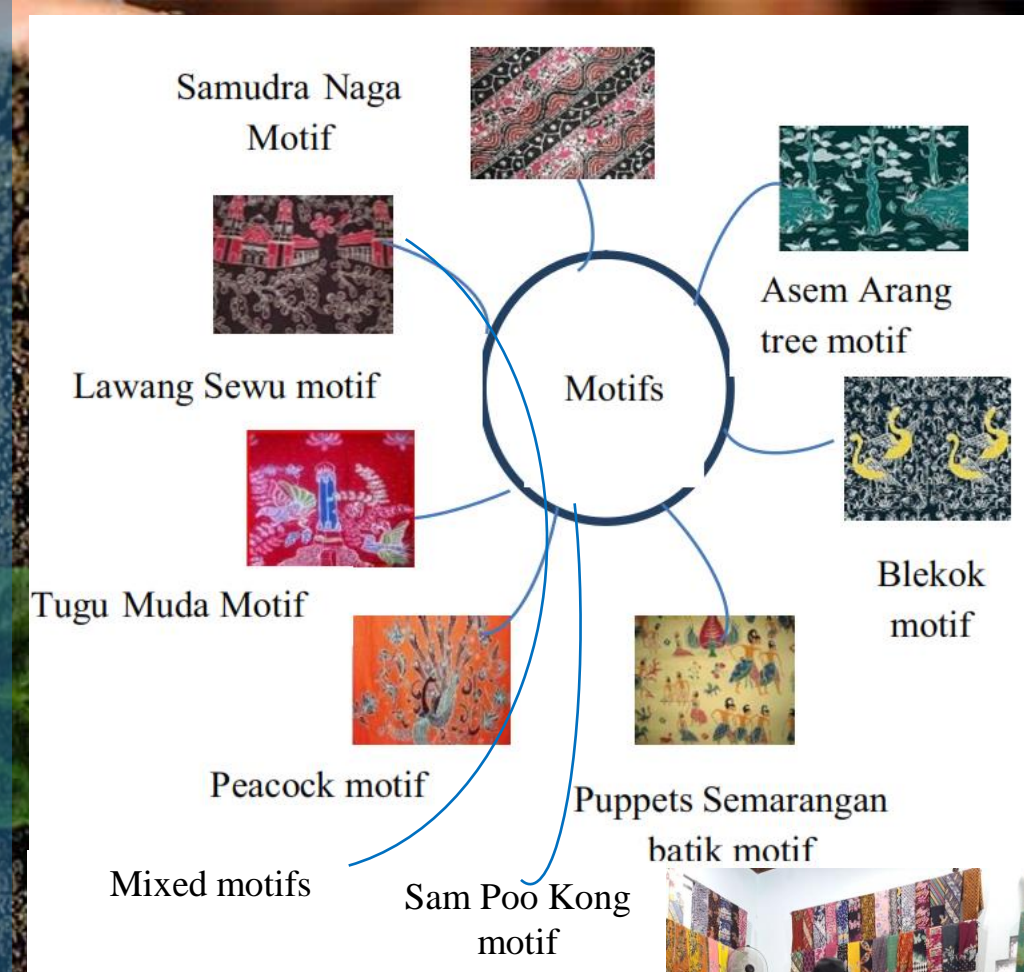 Samudra Naga
Motif
Asem Arang
tree motif
Lawang Sewu motif
Motifs
Blekok
motif
Tugu Muda Motif
Peacock motif
Puppets Semarangan
batik motif
Mixed motifs
Sam Poo Kong
motif